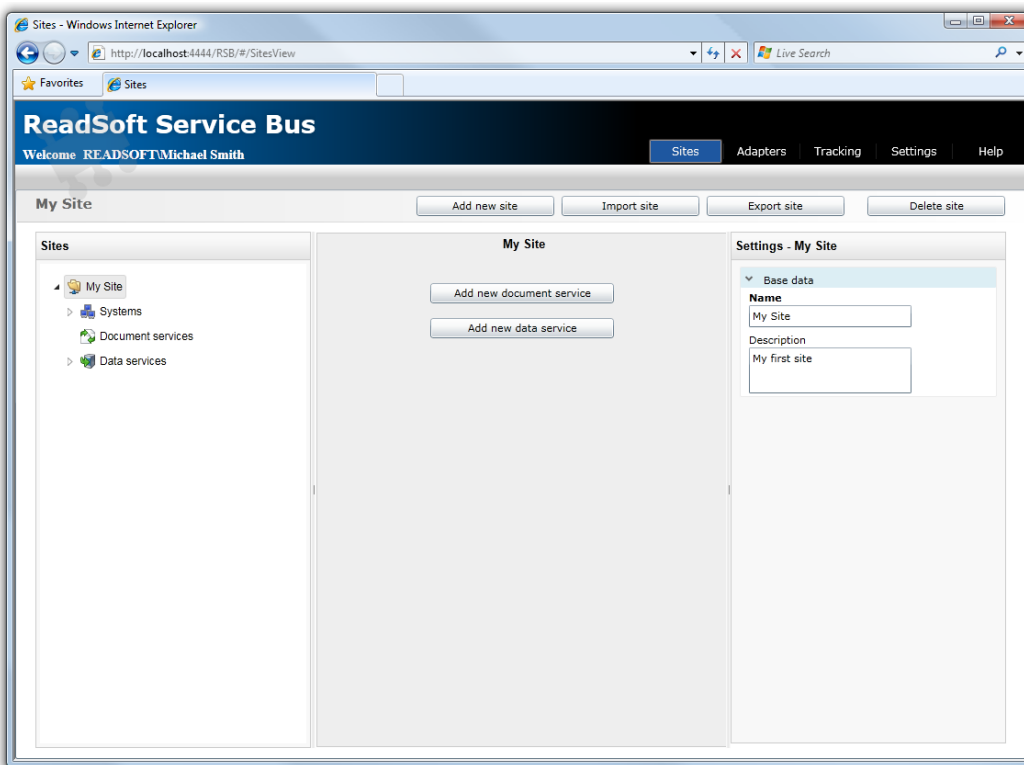 Sites - Windows Internet Explorer
http://localhost:4444/RSB/#/SitesView
Live Search
Favorites
Sites
ReadSoft Service Bus
Welcome READSOFT\Michael Smith
Sites Adapters Tracking Settings Help
My Site
Add new site Import site Export site Delete site
Sites
My Site
Systems
Document services
Data services
My Site
Add new document service
Add new data service
Settings - My Site
Base data
Name
My Site
Description
My first site